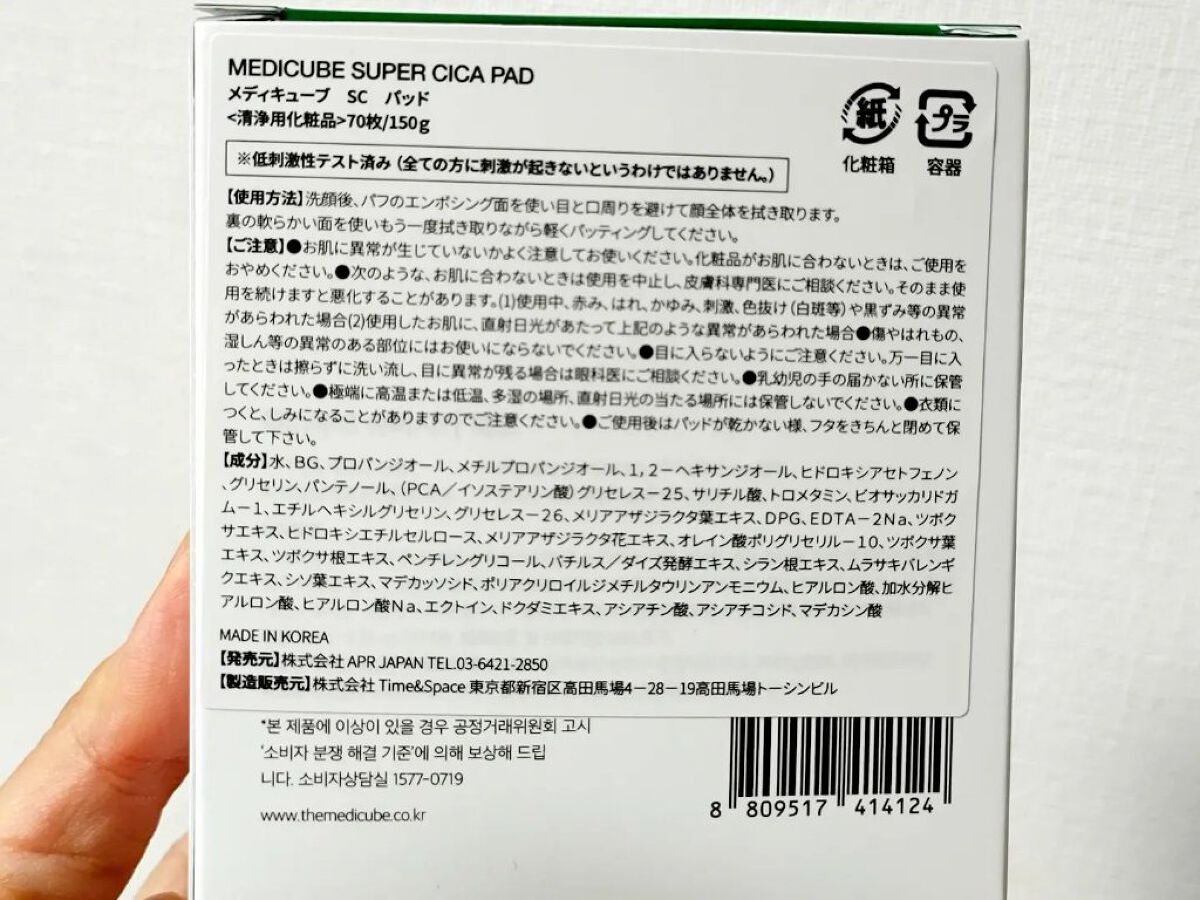 MEDICUBE SUPER CICA PAD
メディキューブ SC パッド
<清浄用化粧品>70枚/150g
紙
化粧箱
プラ
容器
※低刺激性テスト済み(全ての方に刺激が起きないというわけではありません。)
【使用方法】洗顔後、パフのエンボシング面を使い目と口周りを避けて顔全体を拭き取ります。
裏の軟らかい面を使いもう一度拭き取りながら軽くパッティングしてください。
【ご注意】●お肌に異常が生じていないかよく注意してお使いください。化粧品がお肌に合わないときは、ご使用を
おやめください。●次のような、お肌に合わないときは使用を中止し、皮膚科専門医にご相談ください。そのまま使
用を続けますと悪化することがあります。(1)使用中、赤み、はれ、かゆみ、刺激、色抜け(白斑等)や黒ずみ等の異常
があらわれた場合(2)使用したお肌に、直射日光があたって上記のような異常があらわれた場合●傷やはれもの、
湿しん等の異常のある部位にはお使いにならないでください。●目に入らないようにご注意ください。万一目に入
ったときは擦らずに洗い流し、目に異常が残る場合は眼科医にご相談ください。●乳幼児の手の届かない所に保管
してください。●極端に高温または低温、多湿の場所、直射日光の当たる場所には保管しないでください。●衣類に
つくと、しみになることがありますのでご注意ください。●ご使用後はパッドが乾かない様、フタをきちんと閉めて保
管して下さい。
【成分】水、BG、プロパンジオール、メチルプロパンジオール、1,2-ヘキサンジオール、ヒドロキシアセトフェノン
、グリセリン、パンテノール、(PCA/イソステアリン酸)グリセレス-25、サリチル酸、トロメタミン、ビオサッカリドガ
ム-1、エチルヘキシルグリセリン、グリセレス-26、メリアアザジラクタ葉エキス、DPG、EDTA-2Na、ツボク
サエキス、ヒドロキシエチルセルロース、メリアアザジラクタ花エキス、オレイン酸ポリグリセリル-10、ツボクサ葉
エキス、ツボクサ根エキス、ペンチレングリコール、バチルス/ダイズ発酵エキス、シラン根エキス、ムラサキバレンギ
クエキス、シソ葉エキス、マデカッソシド、ポリアクリロイルジメチルタウリンアンモニウム、ヒアルロン酸、加水分解ヒ
アルロン酸、ヒアルロン酸Na、エクトイン、ドクダミエキス、アシアチン酸、アシアチコシド、マデカシン酸
MADE IN KOREA
【発売元】株式会社 APR JAPAN TEL.03-6421-2850
【製造販売元】株式会社 Time&Space 東京都新宿区高田馬場4-28-19高田馬場トーシンビル
*본 제품에 이상이 있을 경우 공정거래위원회 고시
'소비자 분쟁 해결 기준'에 의해 보상해 드립
니다. 소비자상담실 1577-0719
www.themedicube.co.kr
8 809517 414124